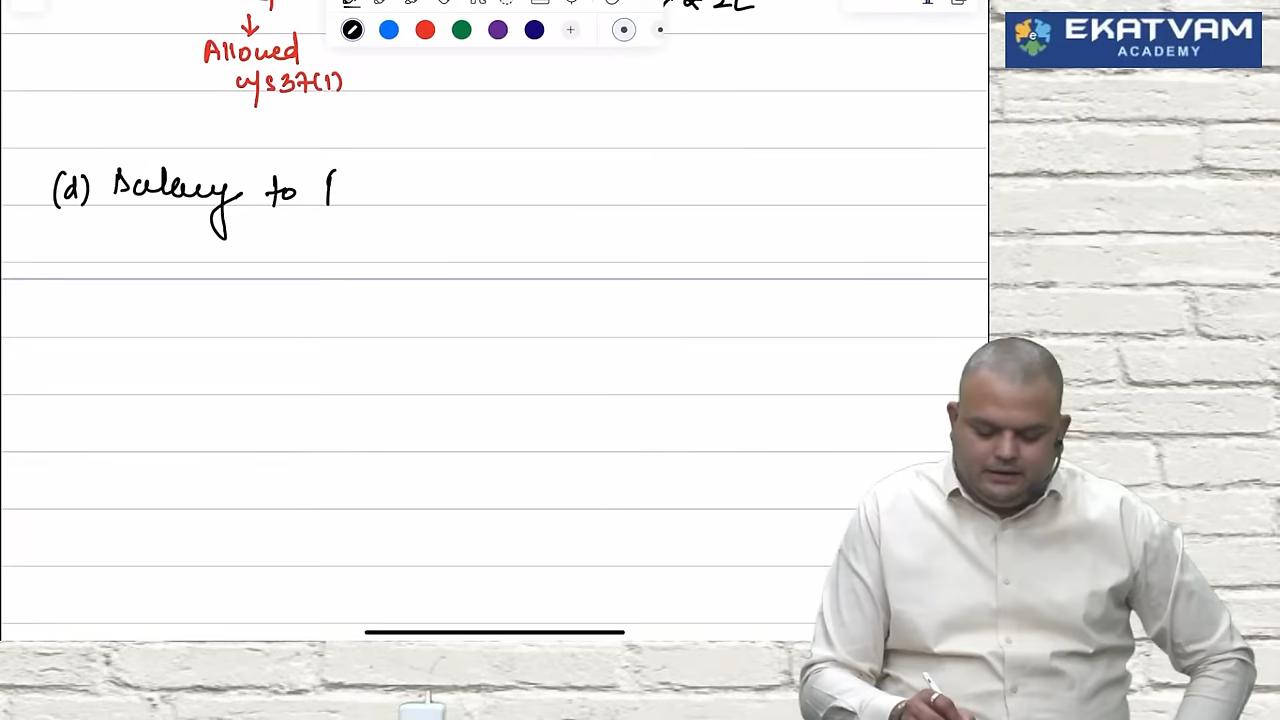 EKATVAM
ACADEMY
Allowed
u/s 37(1)
(d) Salary to